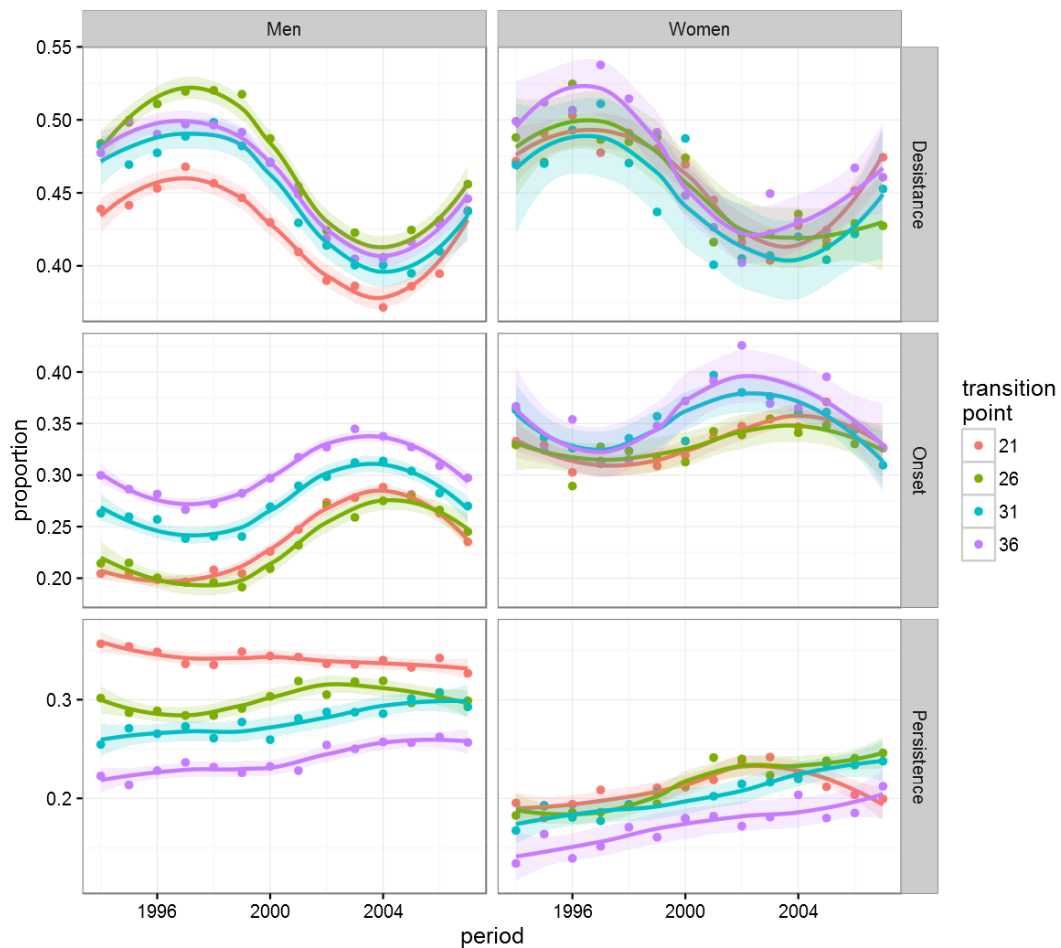 Men
Women
0.55
0.50
0.45
0.40
Desistance
0.40
0.35
0.30
0.25
0.20
Onset
0.3
0.2
Persistence
proportion
1996
2000
2004
1996
2000
2004
period
transition
point
21
26
31
36